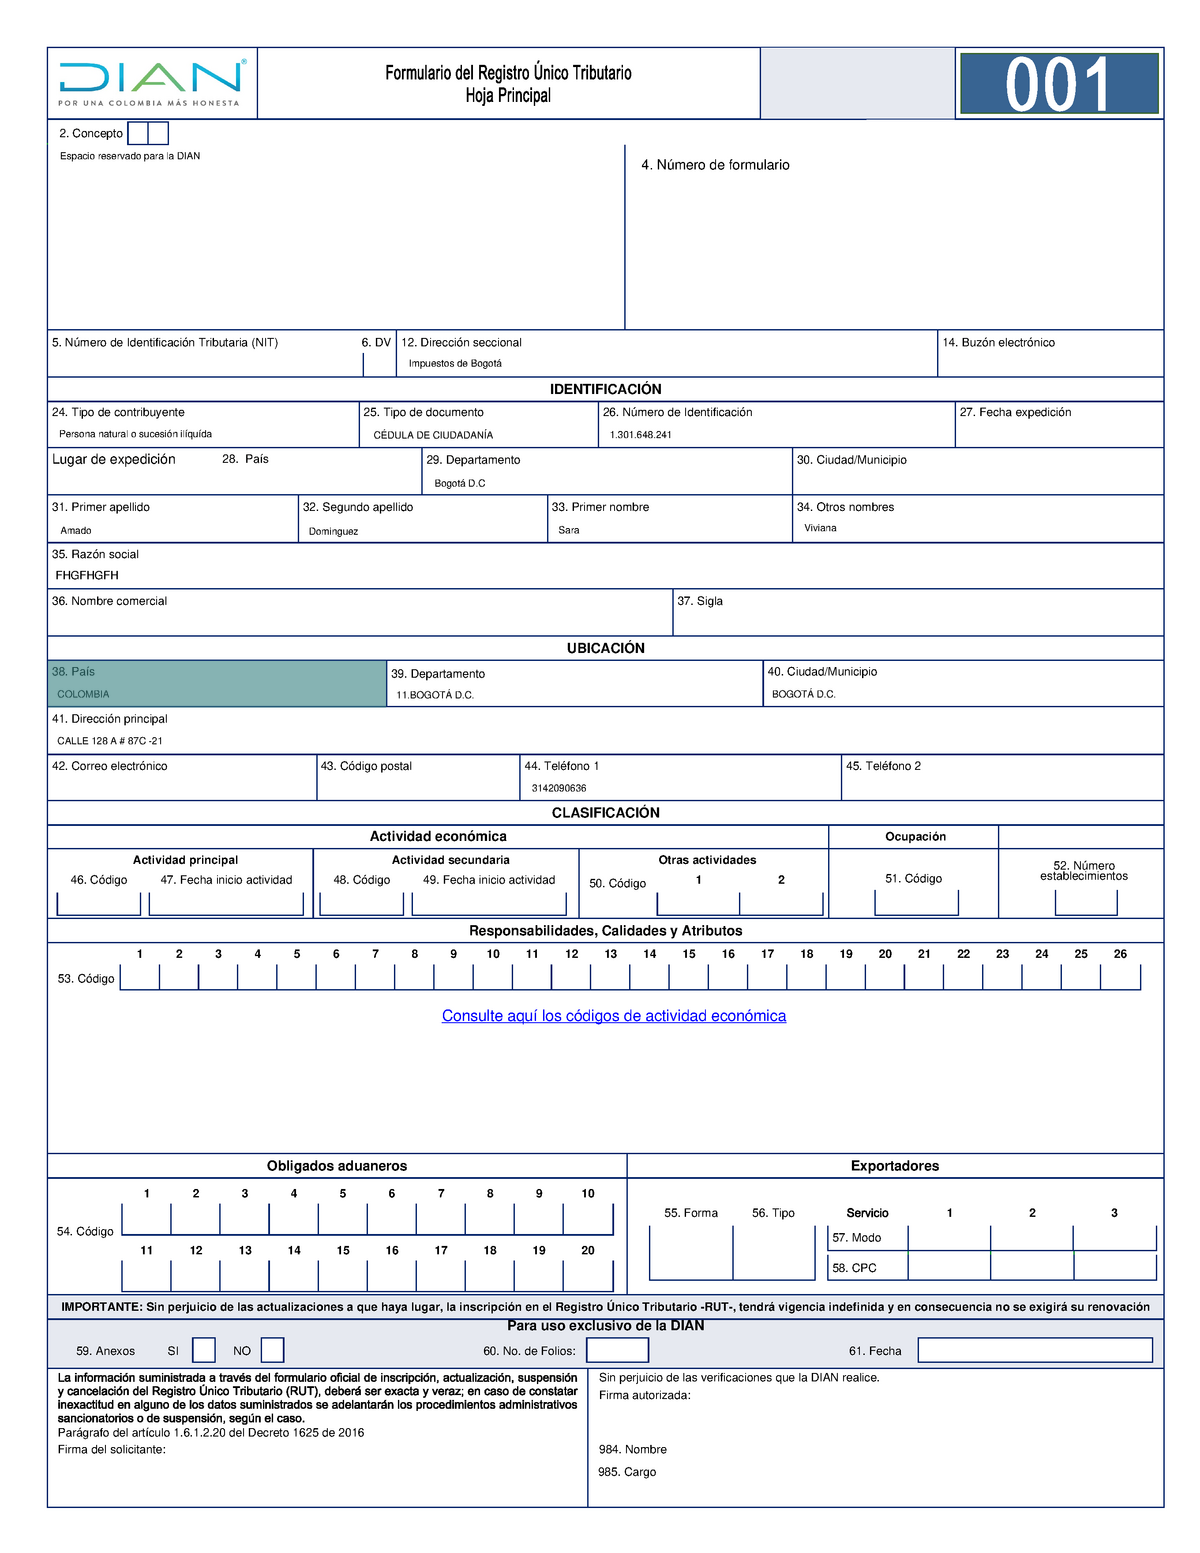 DIAN®
POR UNA COLOMBIA MÁS HONESTA
Formulario del Registro Único Tributario
Hoja Principal
001
2. Concepto
Espacio reservado para la DIAN
4. Número de formulario
5. Número de Identificación Tributaria (NIT)
6. DV
12. Dirección seccional
Impuestos de Bogotá
14. Buzón electrónico
IDENTIFICACIÓN
24. Tipo de contribuyente
Persona natural o sucesión ilíquída
25. Tipo de documento
CÉDULA DE CIUDADANÍA
26. Número de Identificación
1.301.648.241
27. Fecha expedición
Lugar de expedición
28. País
29. Departamento
Bogotá D.C
30. Ciudad/Municipio
31. Primer apellido
Amado
32. Segundo apellido
Dominguez
33. Primer nombre
Sara
34. Otros nombres
Viviana
35. Razón social
FHGFHGFH
36. Nombre comercial
37. Sigla
UBICACIÓN
38. País
COLOMBIA
39. Departamento
11.BOGOTÁ D.C.
40. Ciudad/Municipio
BOGOTÁ D.C.
41. Dirección principal
CALLE 128 A # 87C -21
42. Correo electrónico
43. Código postal
44. Teléfono 1
3142090636
45. Teléfono 2
CLASIFICACIÓN
Actividad económica
Ocupación
Actividad principal
Actividad secundaria
Otras actividades
46. Código
47. Fecha inicio actividad
48. Código
49. Fecha inicio actividad
50. Código
1 2
51. Código
52. Número
establecimientos
Responsabilidades, Calidades y Atributos
1 2 3 4 5 6 7 8 9 10 11 12 13 14 15 16 17 18 19 20 21 22 23 24 25 26
53. Código
Consulte aquí los códigos de actividad económica
Obligados aduaneros
1 2 3 4 5 6 7 8 9 10
54. Código
11 12 13 14 15 16 17 18 19 20
Exportadores
55. Forma
56. Tipo
Servicio 1 2 3
57. Modo
58. CPC
IMPORTANTE: Sin perjuicio de las actualizaciones a que haya lugar, la inscripción en el Registro Único Tributario -RUT-, tendrá vigencia indefinida y en consecuencia no se exigirá su renovación
Para uso exclusivo de la DIAN
59. Anexos SI NO
60. No. de Folios:
61. Fecha
La información suministrada a través del formulario oficial de inscripción, actualización, suspensión
y cancelación del Registro Único Tributario (RUT), deberá ser exacta y veraz; en caso de constatar
inexactitud en alguno de los datos suministrados se adelantarán los procedimientos administrativos
sancionatorios o de suspensión, según el caso.
Parágrafo del artículo 1.6.1.2.20 del Decreto 1625 de 2016
Firma del solicitante:
Sin perjuicio de las verificaciones que la DIAN realice.
Firma autorizada:
984. Nombre
985. Cargo